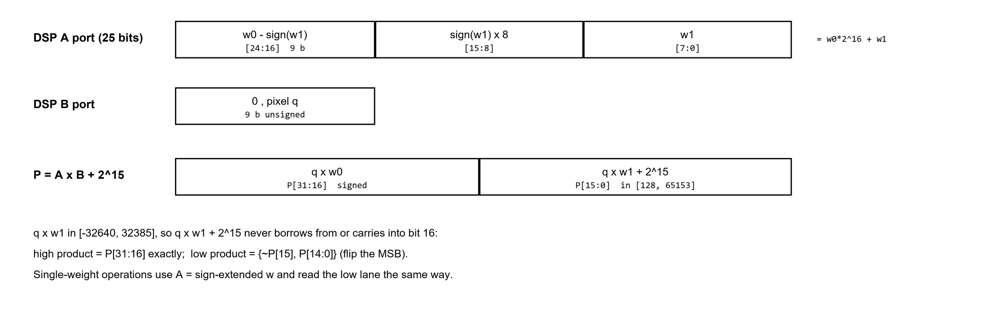 DSP A port (25 bits)
w0 - sign(w1)
[24:16] 9 b
sign(w1) x 8
[15:8]
w1
[7:0]
= w0*2^16 + w1
DSP B port
0 , pixel q
9 b unsigned
P = A x B + 2^15
q x w0
P[31:16] signed
q x w1 + 2^15
P[15:0] in [128, 65153]
q x w1 in [-32640, 32385], so q x w1 + 2^15 never borrows from or carries into bit 16:
high product = P[31:16] exactly; low product = {~P[15], P[14:0]} (flip the MSB).
Single-weight operations use A = sign-extended w and read the low lane the same way.